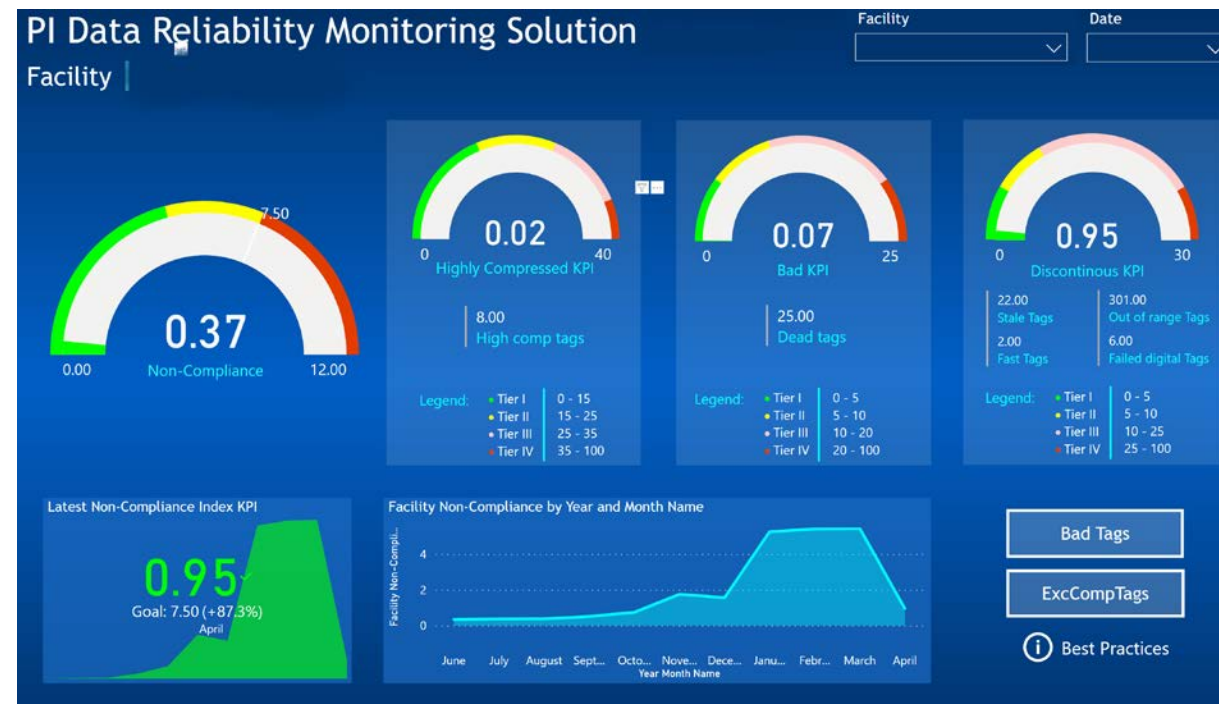 PI Data Reliability Monitoring Solution
Facility
Date
Facility
7.50
0.37
0.00
Non-Compliance
12.00
0.02
0
40
Highly Compressed KPI
8.00
High comp tags
Legend:
Tier I 0 - 15
Tier II 15 - 25
Tier III 25 - 35
Tier IV 35 - 100
0.07
0
25
Bad KPI
25.00
Dead tags
Legend:
Tier I 0 - 5
Tier II 5 - 10
Tier III 10 - 20
Tier IV 20 - 100
0.95
0
30
Discontinous KPI
22.00
Stale Tags
301.00
Out of range Tags
2.00
Fast Tags
6.00
Failed digital Tags
Legend:
Tier I 0 - 5
Tier II 5 - 10
Tier III 10 - 25
Tier IV 25 - 100
Latest Non-Compliance Index KPI
0.95
Goal: 7.50 (+87.3%)
April
Facility Non-Compliance by Year and Month Name
Facility Non-Compli...
4
2
0
June July August Sept... Octo... Nove... Dece... Janu... Febr... March April
Year Month Name
Bad Tags
ExcCompTags
Best Practices